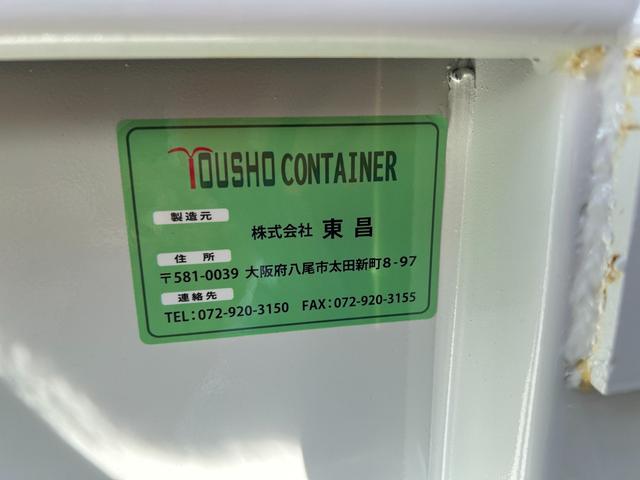 TOUSHO CONTAINER
製造元
株式会社 東昌
住所
〒581-0039 大阪府八尾市太田新町8-97
連絡先
TEL:072-920-3150 FAX:072-920-3155